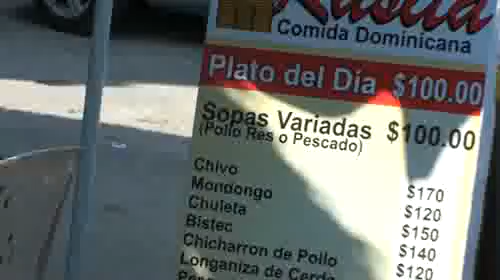 Comida Dominicana
Plato del Dia $100.00
Sopas Variadas $100.00
(Pollo Res o Pescado)
Chivo $170
Mondongo $120
Chuleta $150
Bistec $140
Chicharron de Pollo $120
Longaniza de Cerdo